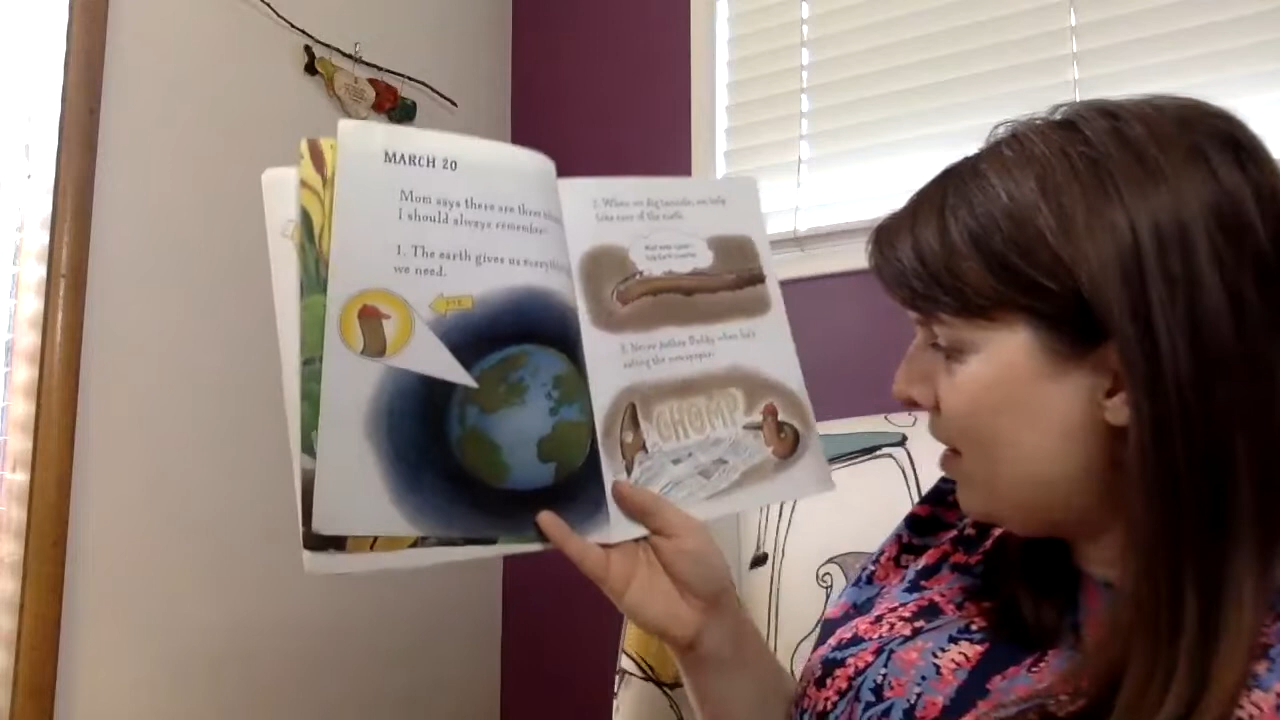 MARCH 20
Mom says there are three
I should always remember:
1. The earth gives us everything
we need.
ME
2. When we dig tunnels, we help
take care of the earth.
3. Never bother Daddy when he's
eating the newspaper.
CHOMP